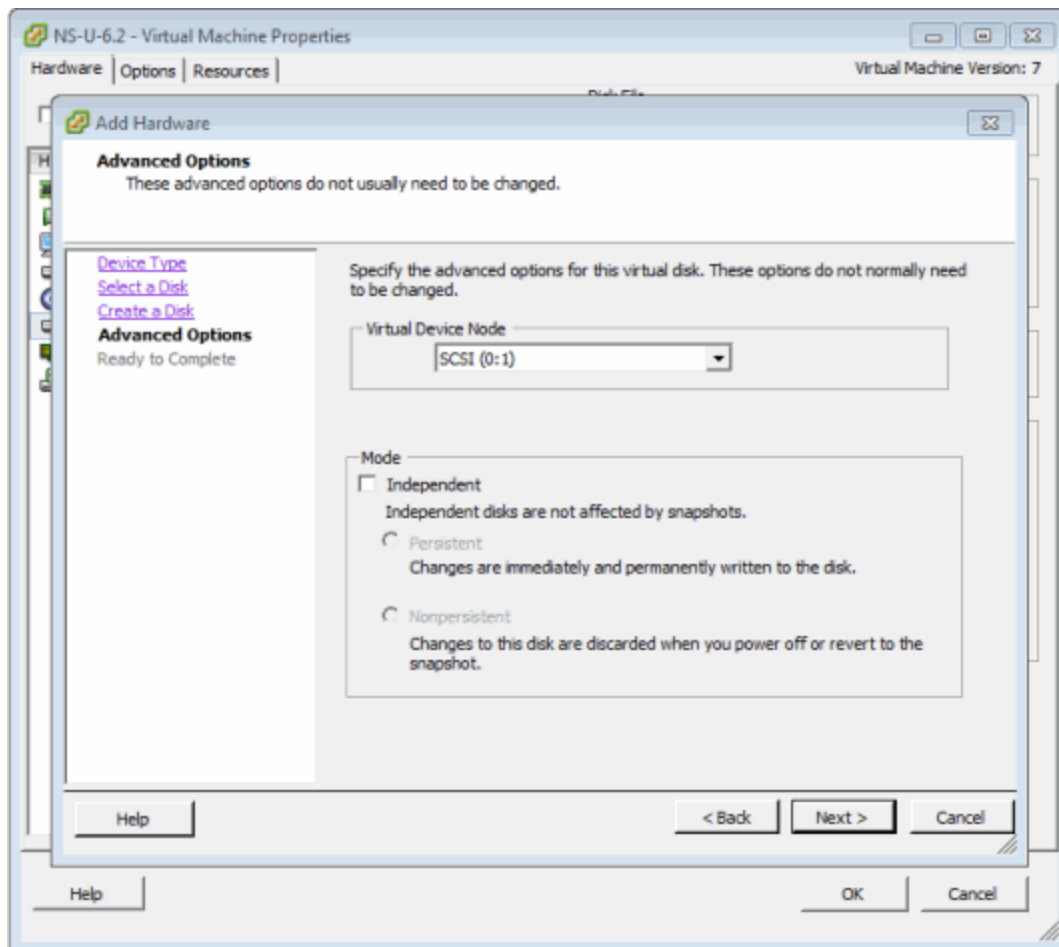 NS-U-6.2 - Virtual Machine Properties
Hardware Options Resources Virtual Machine Version: 7
Disk File
Add Hardware
Advanced Options
These advanced options do not usually need to be changed.
Device Type
Select a Disk
Create a Disk
Advanced Options
Ready to Complete
Specify the advanced options for this virtual disk. These options do not normally need
to be changed.
Virtual Device Node
SCSI (0:1)
Mode
Independent
Independent disks are not affected by snapshots.
Persistent
Changes are immediately and permanently written to the disk.
Nonpersistent
Changes to this disk are discarded when you power off or revert to the
snapshot.
Help < Back Next > Cancel
Help OK Cancel